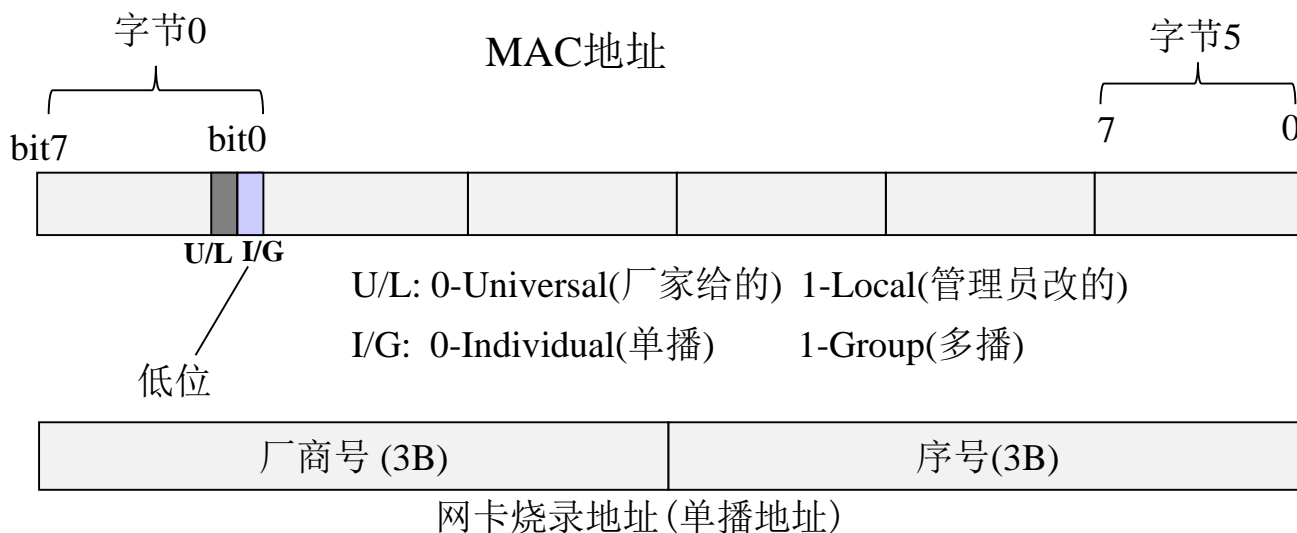 字节0
MAC地址
字节5
bit7
bit0
7
0
U/L I/G
U/L: 0-Universal(厂家给的) 1-Local(管理员改的)
I/G: 0-Individual(单播) 1-Group(多播)
低位
厂商号 (3B)
序号(3B)
网卡烧录地址(单播地址)